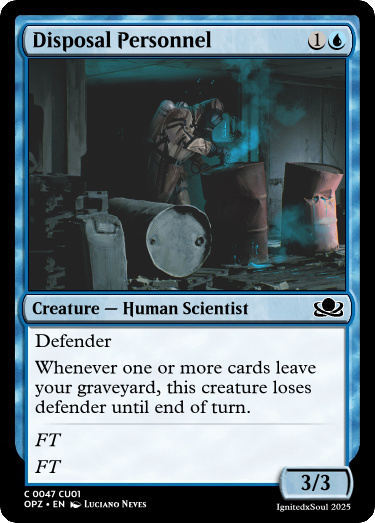 Disposal Personnel 1
Creature — Human Scientist
Defender
Whenever one or more cards leave
your graveyard, this creature loses
defender until end of turn.
FT
FT
3/3
C 0047 CU01
OPZ • EN Luciano Neves
IgnitedxSoul 2025